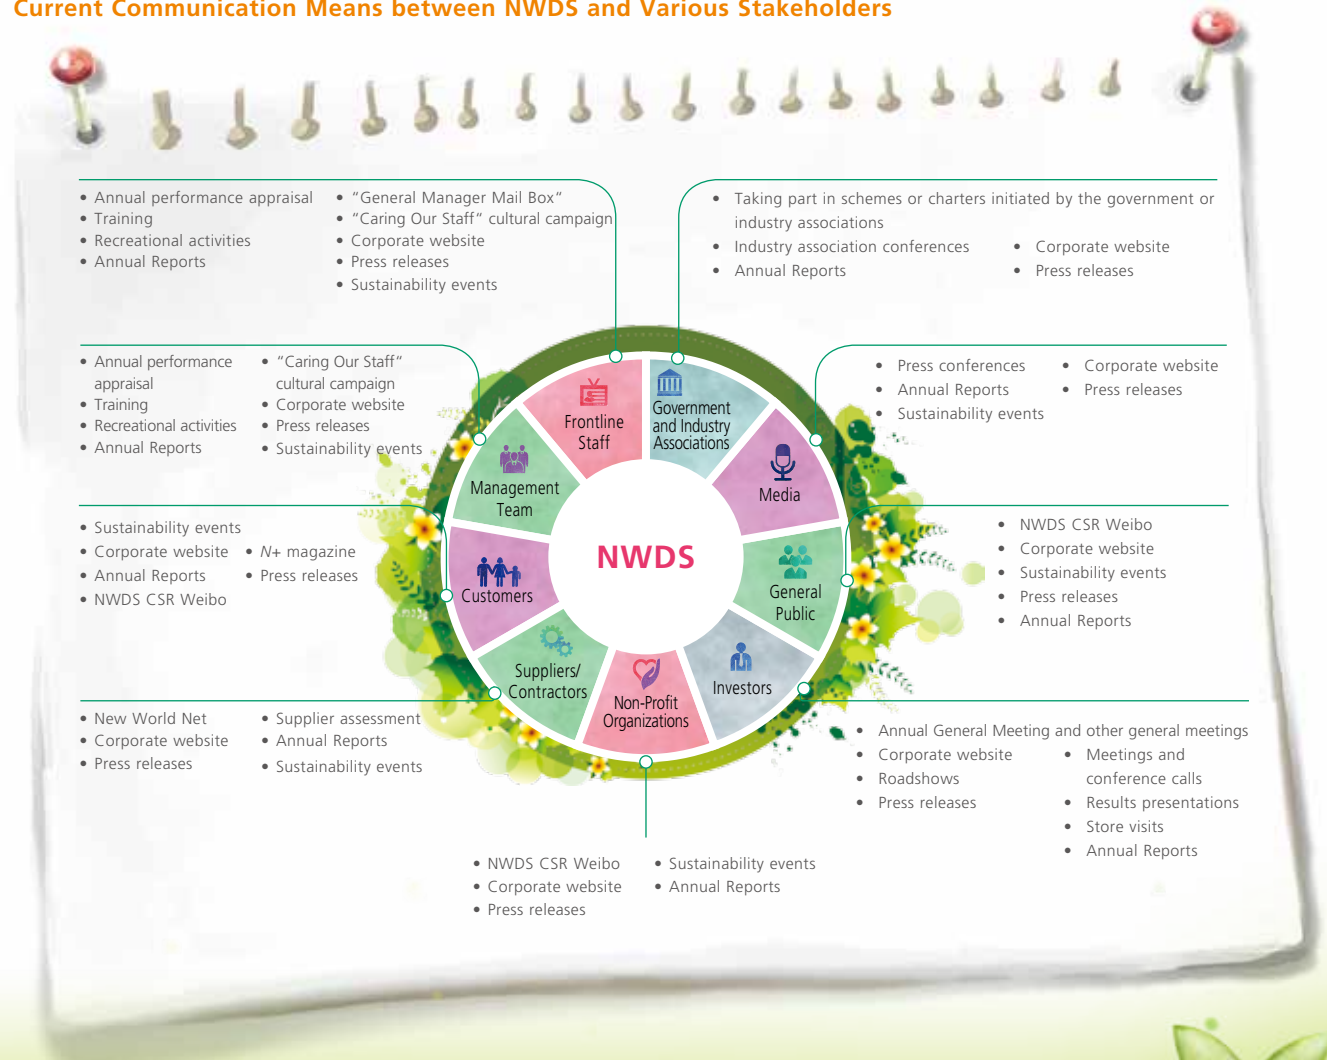 Current Communication Means between NWDS and Various Stakeholders
• Annual performance appraisal
• Training
• Recreational activities
• Annual Reports
• “General Manager Mail Box“
• “Caring Our Staff“ cultural campaign
• Corporate website
• Press releases
• Sustainability events
• Taking part in schemes or charters initiated by the government or
industry associations
• Industry association conferences
• Annual Reports
• Corporate website
• Press releases
• Annual performance
appraisal
• Training
• Recreational activities
• Annual Reports
• “Caring Our Staff“
cultural campaign
• Corporate website
• Press releases
• Sustainability events
• Press conferences
• Annual Reports
• Sustainability events
• Corporate website
• Press releases
Frontline
Staff
Government
and Industry
Associations
Management
Team
Media
• Sustainability events
• Corporate website
• Annual Reports
• NWDS CSR Weibo
• N+ magazine
• Press releases
Customers
NWDS
General
Public
• NWDS CSR Weibo
• Corporate website
• Sustainability events
• Press releases
• Annual Reports
Suppliers/
Contractors
Non-Profit
Organizations
Investors
• New World Net
• Corporate website
• Press releases
• Supplier assessment
• Annual Reports
• Sustainability events
• Annual General Meeting and other general meetings
• Corporate website
• Roadshows
• Press releases
• Meetings and
conference calls
• Results presentations
• Store visits
• Annual Reports
• NWDS CSR Weibo
• Corporate website
• Press releases
• Sustainability events
• Annual Reports